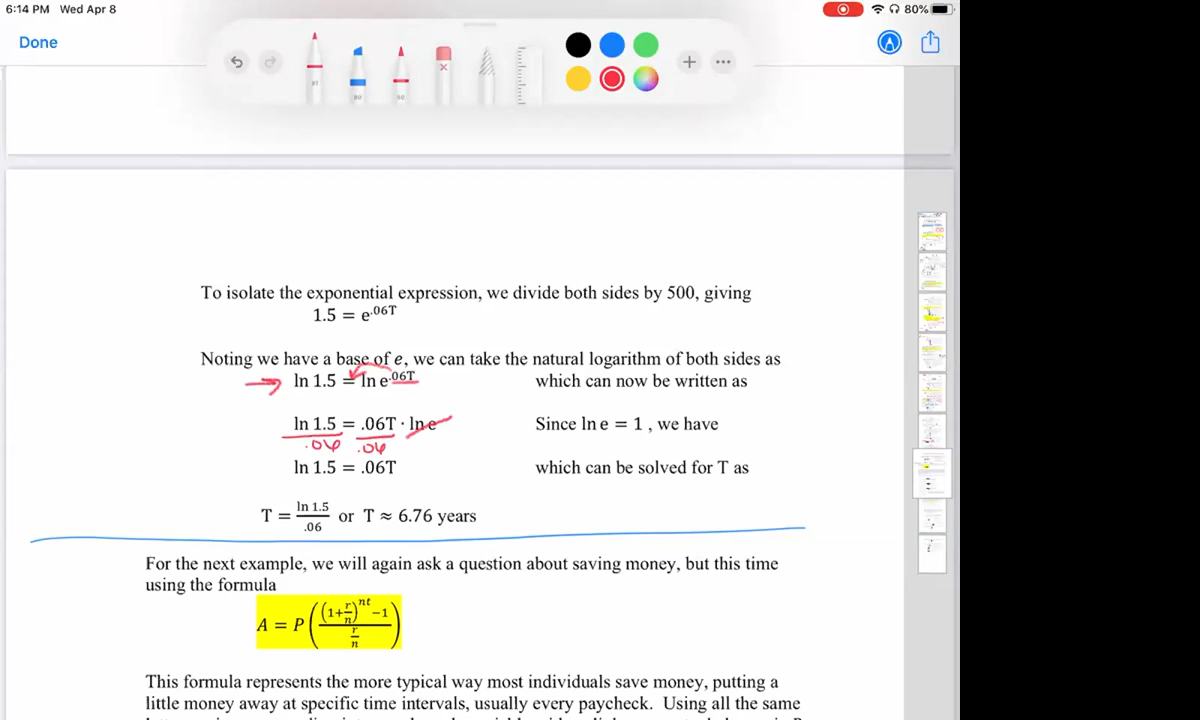 6:14 PM Wed Apr 8
80%
Done
To isolate the exponential expression, we divide both sides by 500, giving
1.5 = e^.06T
Noting we have a base of e, we can take the natural logarithm of both sides as
ln 1.5 = ln e^.06T which can now be written as
ln 1.5 = .06T · ln e Since ln e = 1 , we have
.06 .06
ln 1.5 = .06T which can be solved for T as
T = ln 1.5 / .06 or T ≈ 6.76 years
For the next example, we will again ask a question about saving money, but this time
using the formula
A = P ( ( (1 + r/n)^nt − 1 ) / (r/n) )
This formula represents the more typical way most individuals save money, putting a
little money away at specific time intervals, usually every paycheck. Using all the same